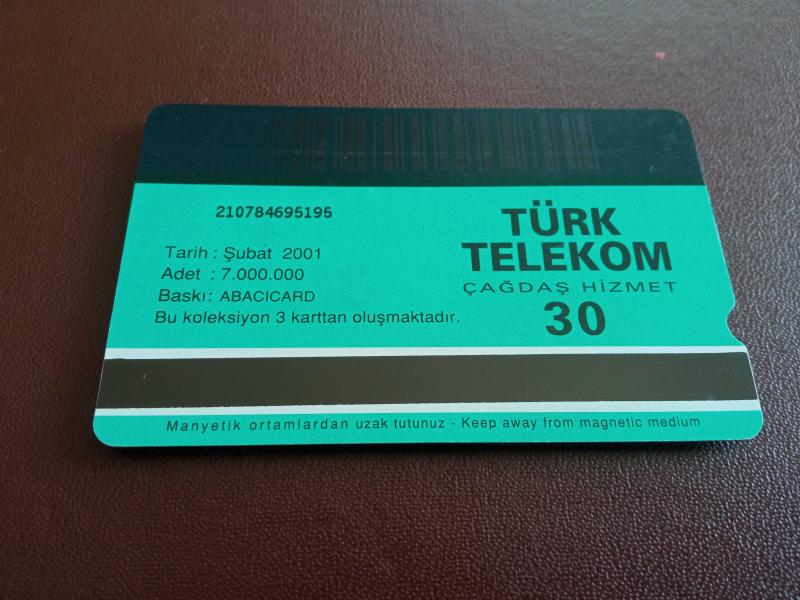 210784695195
Tarih : Şubat 2001
Adet : 7.000.000
Baskı : ABACICARD
Bu koleksiyon 3 karttan oluşmaktadır.
TÜRK
TELEKOM
ÇAĞDAŞ HİZMET
30
Manyetik ortamlardan uzak tutunuz - Keep away from magnetic medium